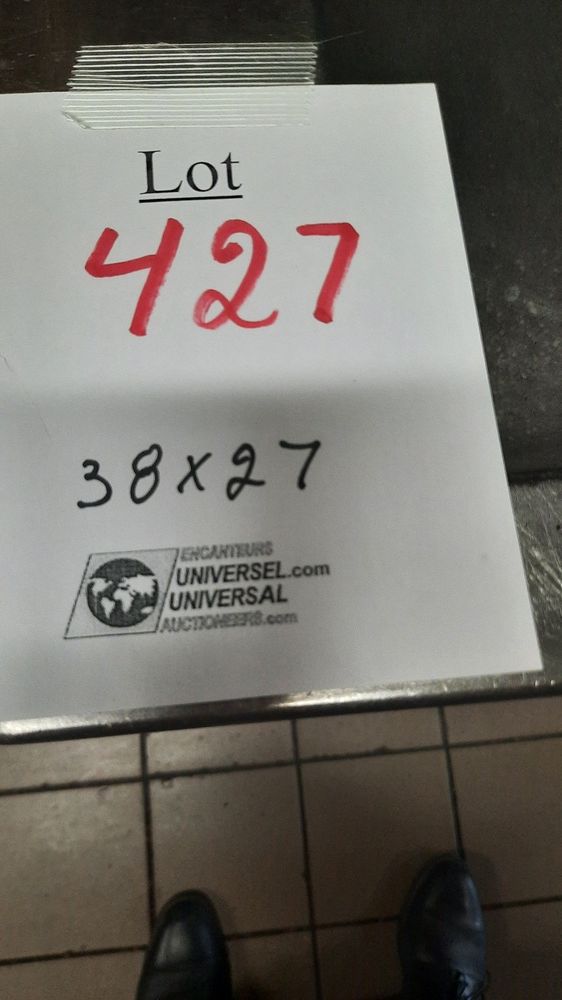 Lot
427
38x27
ENCANTEURS
UNIVERSEL.com
UNIVERSAL
AUCTIONEERS.com